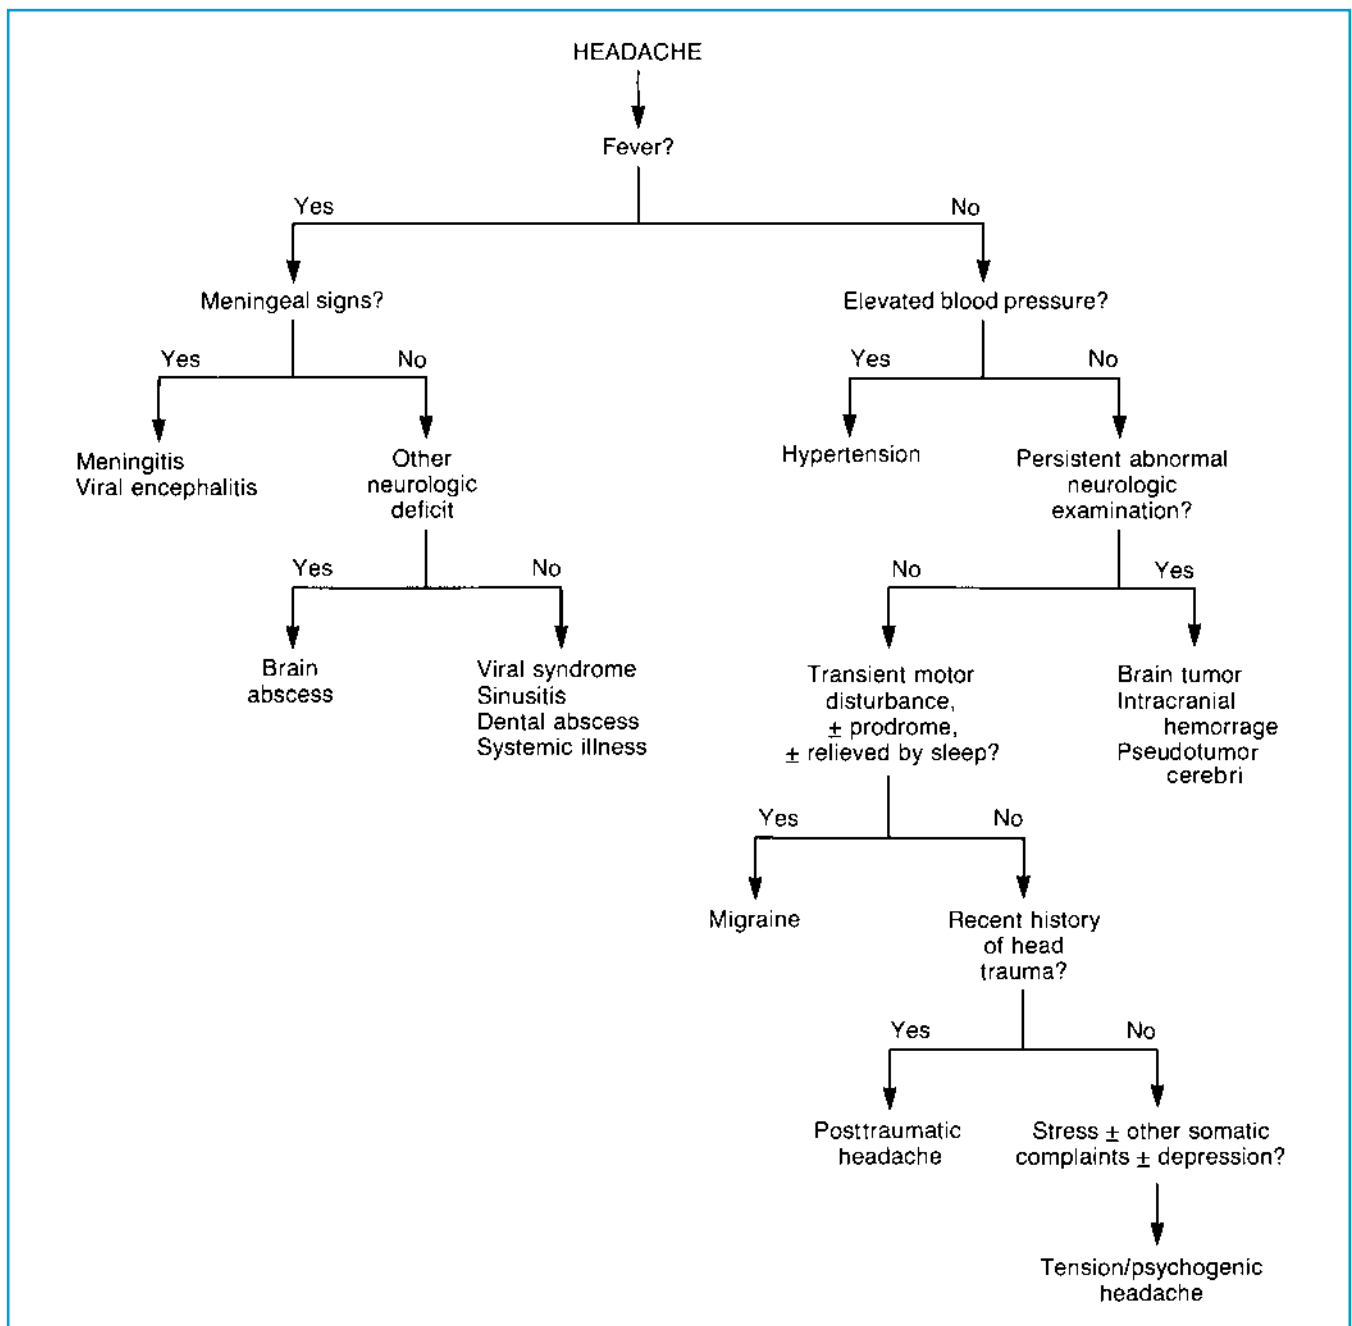 HEADACHE
Fever?
Yes
No
Meningeal signs?
Elevated blood pressure?
Yes
No
Yes
No
Meningitis
Viral encephalitis
Other
neurologic
deficit
Hypertension
Persistent abnormal
neurologic
examination?
Yes
No
No
Yes
Brain
abscess
Viral syndrome
Sinusitis
Dental abscess
Systemic illness
Transient motor
disturbance,
± prodrome,
± relieved by sleep?
Brain tumor
Intracranial
hemorrage
Pseudotumor
cerebri
Yes
No
Migraine
Recent history
of head
trauma?
Yes
No
Posttraumatic
headache
Stress ± other somatic
complaints ± depression?
Tension/psychogenic
headache